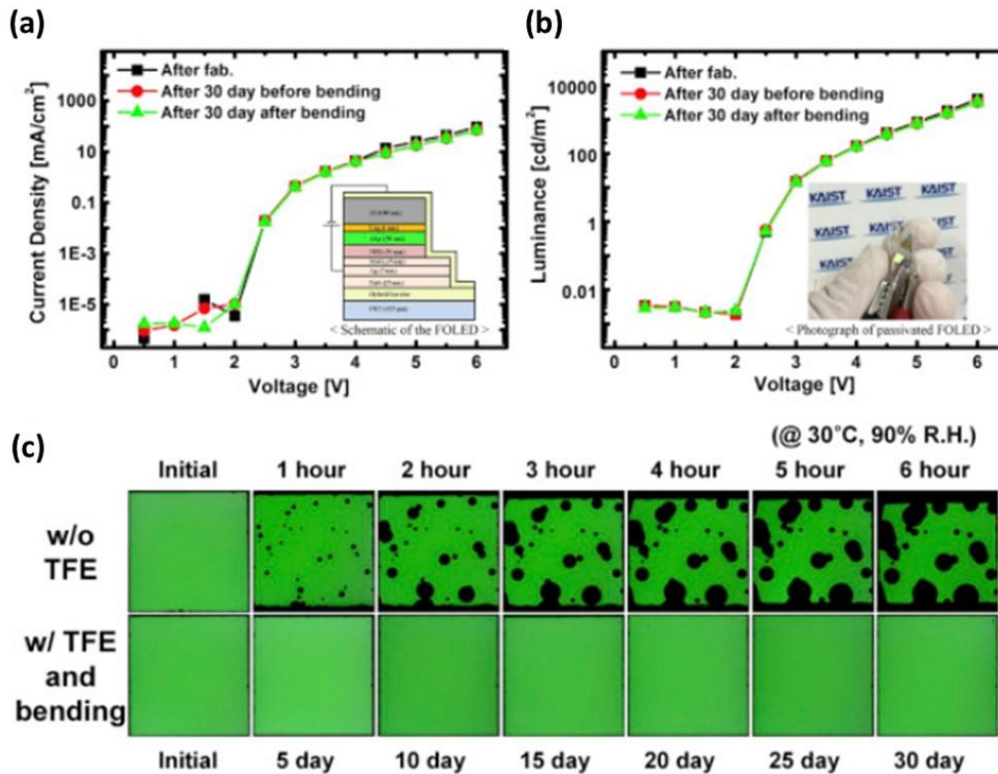 (a)
After fab.
After 30 day before bending
After 30 day after bending
Current Density [mA/cm²]
1000
10
0.1
1E-3
1E-5
0 1 2 3 4 5 6
Voltage [V]
< Schematic of the FOLED >
(b)
After fab.
After 30 day before bending
After 30 day after bending
Luminance [cd/m²]
10000
100
1
0.01
0 1 2 3 4 5 6
Voltage [V]
KAIST KAIST KAIST
KAIST
< Photograph of passivated FOLED >
(c)
(@ 30°C, 90% R.H.)
Initial 1 hour 2 hour 3 hour 4 hour 5 hour 6 hour
w/o
TFE
w/ TFE
and
bending
Initial 5 day 10 day 15 day 20 day 25 day 30 day